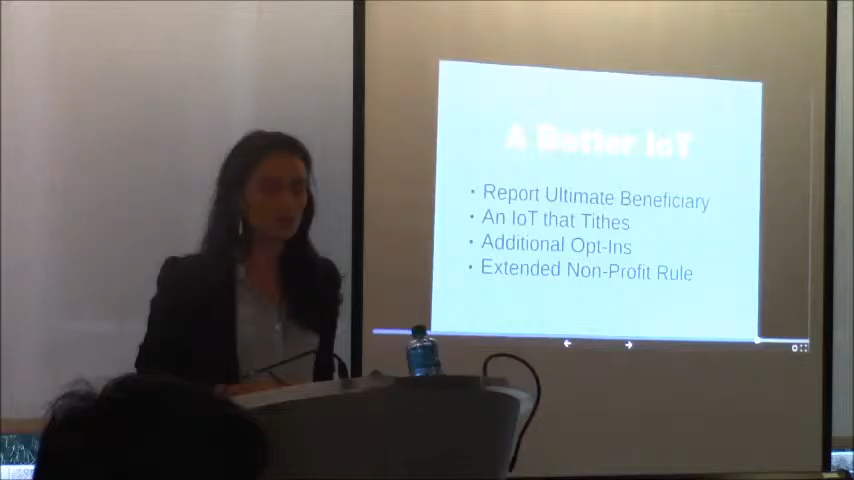 A Better IoT
• Report Ultimate Beneficiary
• An IoT that Tithes
• Additional Opt-Ins
• Extended Non-Profit Rule